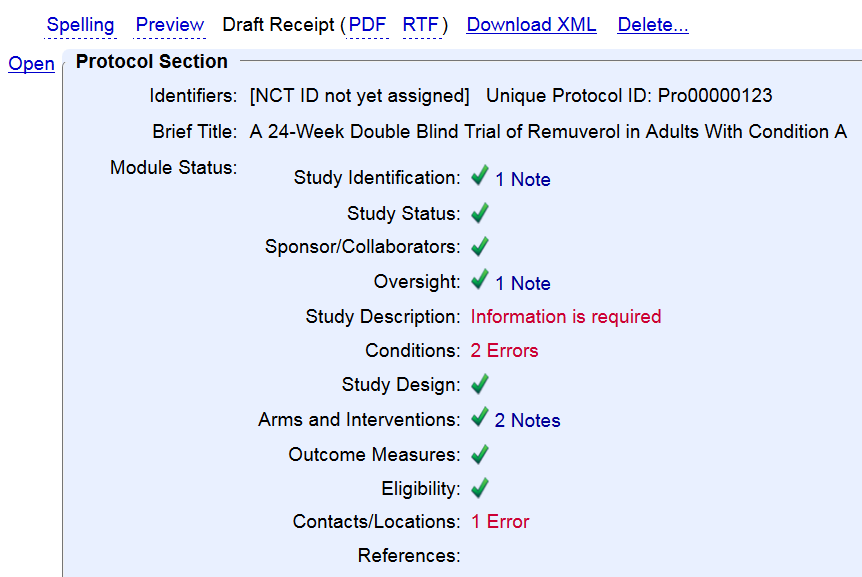 Spelling Preview Draft Receipt (PDF RTF) Download XML Delete...
Open Protocol Section
Identifiers: [NCT ID not yet assigned] Unique Protocol ID: Pro00000123
Brief Title: A 24-Week Double Blind Trial of Remuverol in Adults With Condition A
Module Status:
Study Identification: ✔ 1 Note
Study Status: ✔
Sponsor/Collaborators: ✔
Oversight: ✔ 1 Note
Study Description: Information is required
Conditions: 2 Errors
Study Design: ✔
Arms and Interventions: ✔ 2 Notes
Outcome Measures: ✔
Eligibility: ✔
Contacts/Locations: 1 Error
References: